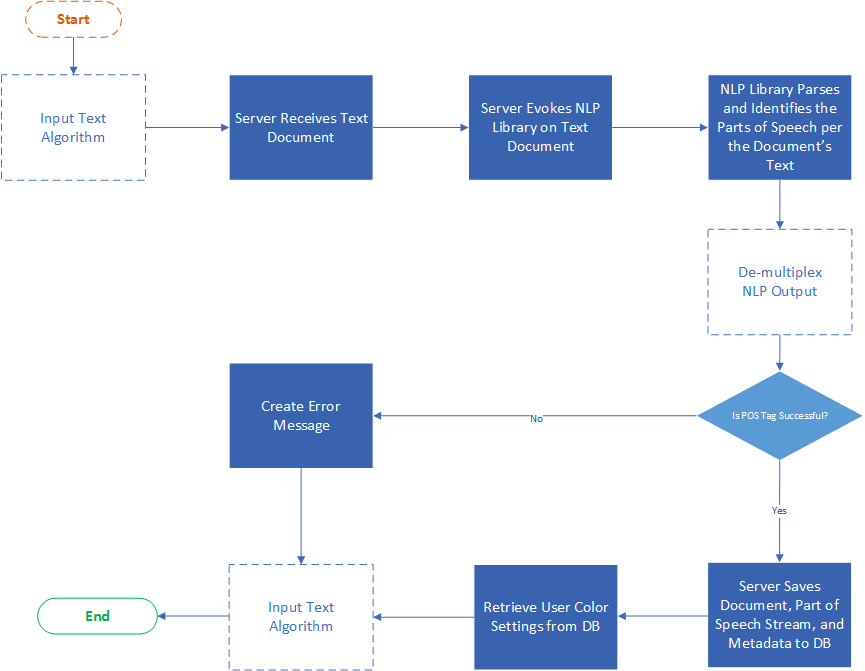 Start
Input Text
Algorithm
Server Receives Text
Document
Server Evokes NLP
Library on Text
Document
NLP Library Parses
and Identifies the
Parts of Speech per
the Document's
Text
De-multiplex
NLP Output
Is POS Tag Successful?
No
Create Error
Message
Yes
Server Saves
Document, Part of
Speech Stream, and
Metadata to DB
Retrieve User Color
Settings from DB
Input Text
Algorithm
End